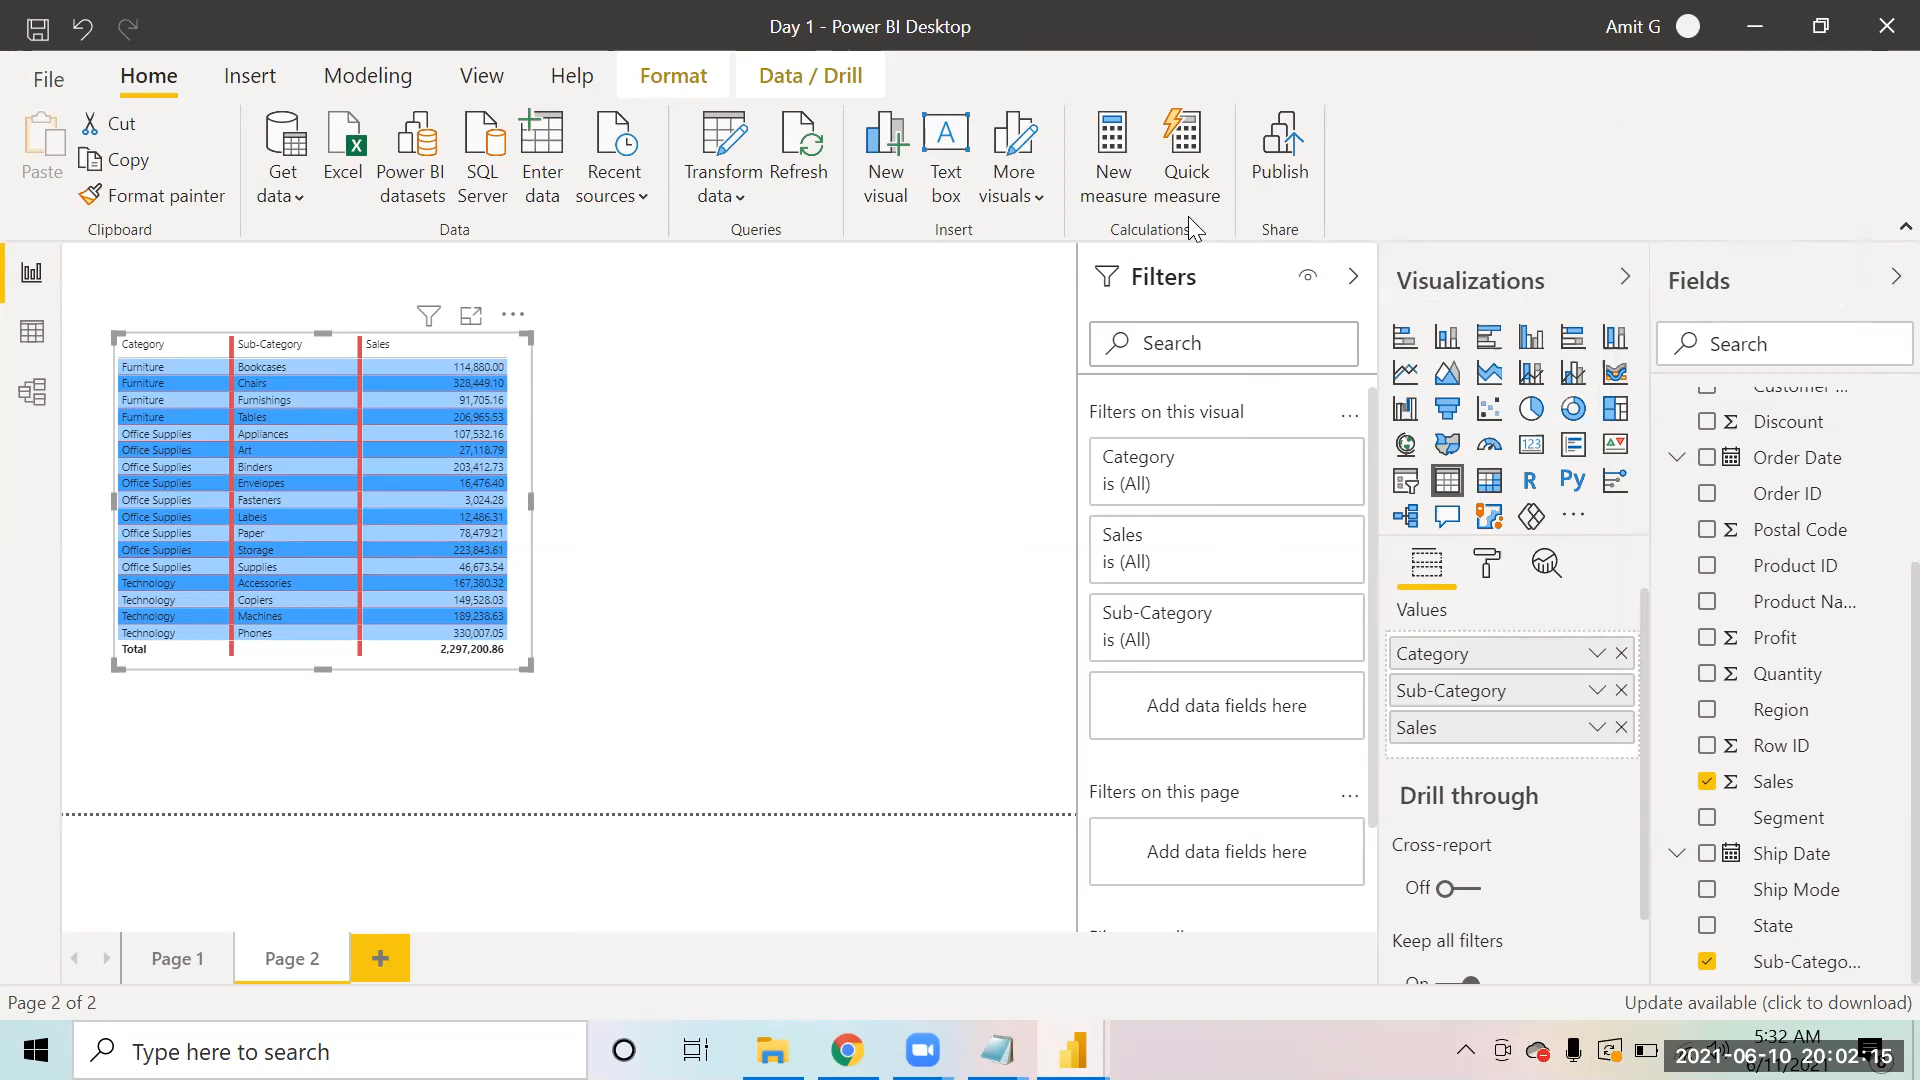 Day 1 - Power BI Desktop
Amit G
File
Home
Insert
Modeling
View
Help
Format
Data / Drill
Paste
Cut
Copy
Format painter
Clipboard
Get data
Excel
Power BI datasets
SQL Server
Enter data
Recent sources
Data
Transform data
Refresh
Queries
New visual
Text box
More visuals
Insert
New measure
Quick measure
Calculations
Publish
Share
Category Sub-Category Sales
Furniture Bookcases 114,880.00
Furniture Chairs 328,449.10
Furniture Furnishings 91,705.16
Furniture Tables 206,965.53
Office Supplies Appliances 107,532.16
Office Supplies Art 27,118.79
Office Supplies Binders 203,412.73
Office Supplies Envelopes 16,476.40
Office Supplies Fasteners 3,024.28
Office Supplies Labels 12,486.31
Office Supplies Paper 78,479.21
Office Supplies Storage 223,843.61
Office Supplies Supplies 46,673.54
Technology Accessories 167,380.32
Technology Copiers 149,528.03
Technology Machines 189,238.63
Technology Phones 330,007.05
Total 2,297,200.86
Filters
Search
Filters on this visual ...
Category
is (All)
Sales
is (All)
Sub-Category
is (All)
Add data fields here
Filters on this page ...
Add data fields here
Visualizations
123
R
Py
...
Values
Category
Sub-Category
Sales
Drill through
Cross-report
Off
Keep all filters
On
Fields
Search
Customer ...
Discount
Order Date
Order ID
Postal Code
Product ID
Product Na...
Profit
Quantity
Region
Row ID
Sales
Segment
Ship Date
Ship Mode
State
Sub-Catego...
Page 1
Page 2
+
Page 2 of 2
Update available (click to download)
Type here to search
5:32 AM
2021-06-10 20:02:15